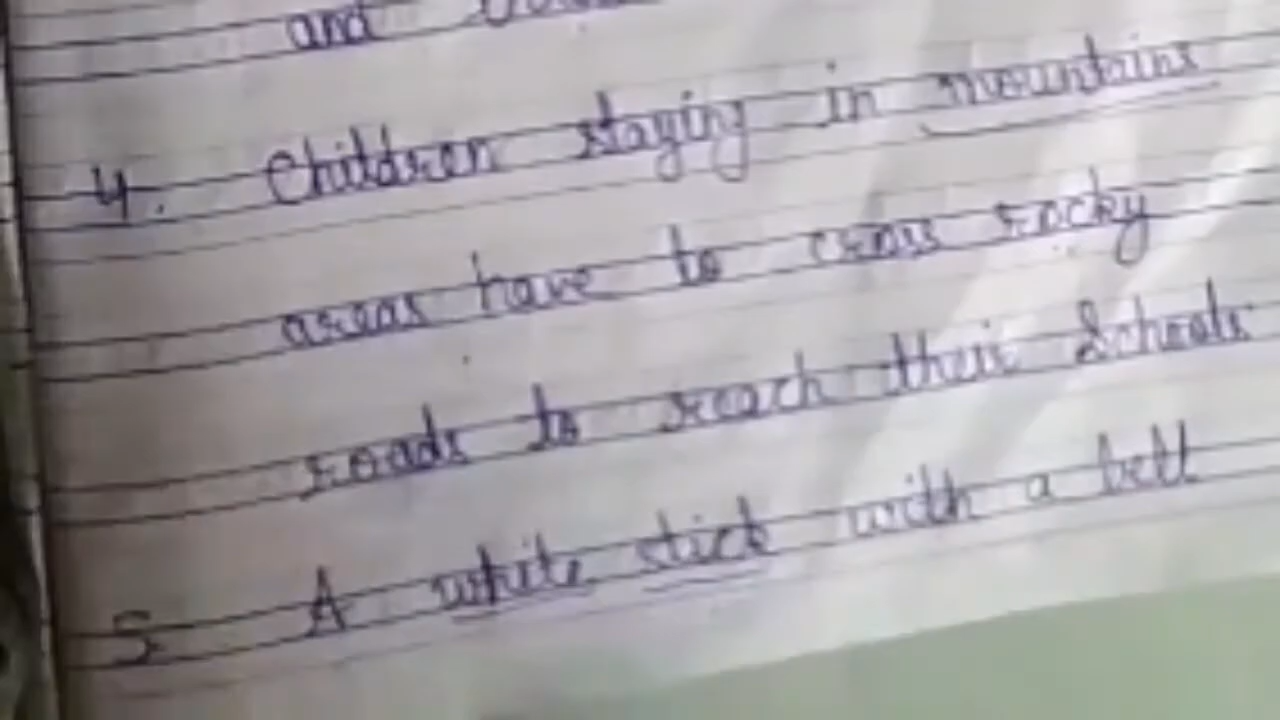 and
4. Children staying in mountains
areas have to cross rocky
roads to reach their Schools.
5. A white stick with a bell